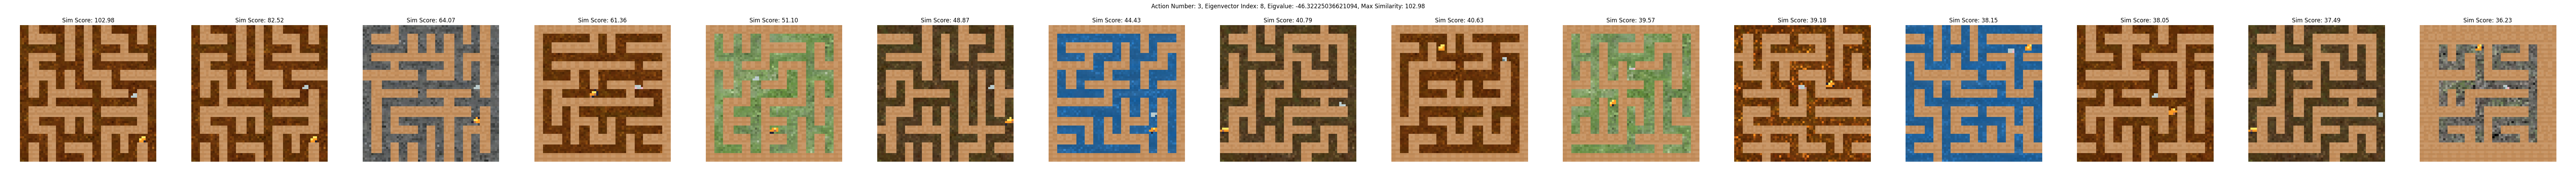 Action Number: 3, Eigenvector Index: 8, Eigvalue: -46.32225036621094, Max Similarity: 102.98
Sim Score: 102.98
Sim Score: 82.52
Sim Score: 64.07
Sim Score: 61.36
Sim Score: 51.10
Sim Score: 48.87
Sim Score: 44.43
Sim Score: 40.79
Sim Score: 40.63
Sim Score: 39.57
Sim Score: 39.18
Sim Score: 38.15
Sim Score: 38.05
Sim Score: 37.49
Sim Score: 36.23